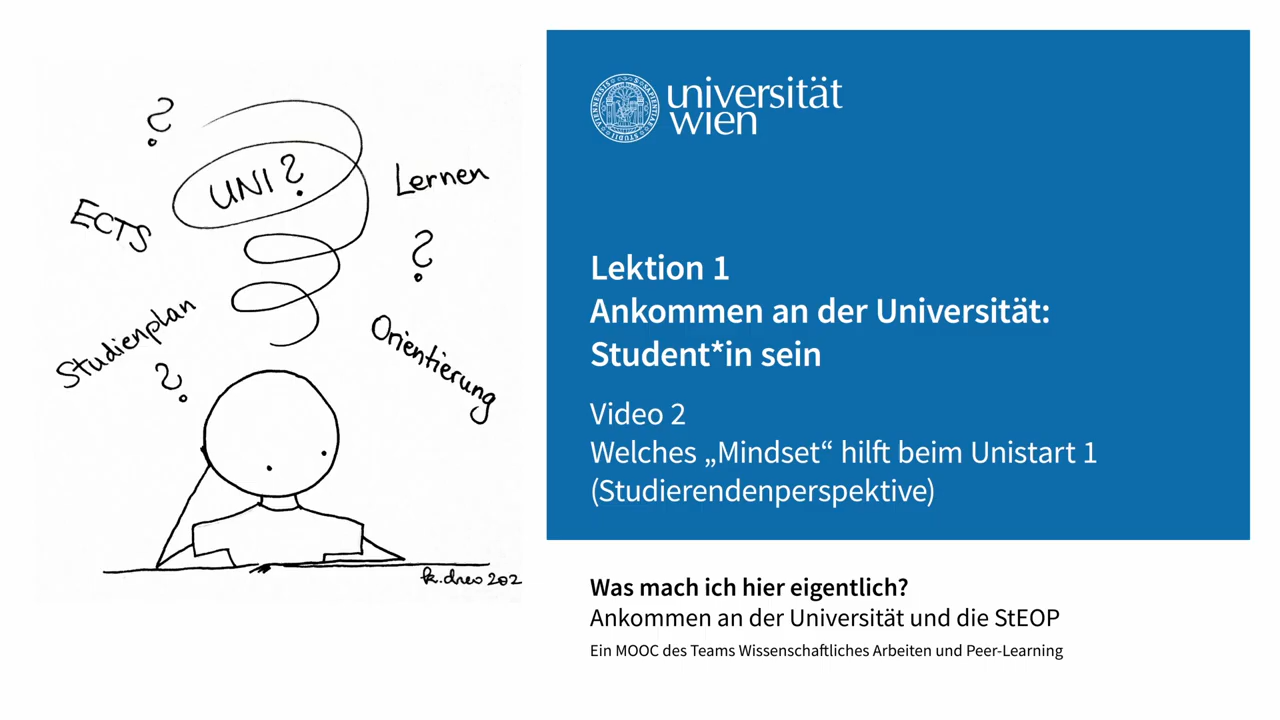 ?
UNI?
Lernen
ECTS
?
Studienplan
Orientierung
?
universität
wien
Lektion 1
Ankommen an der Universität:
Student*in sein
Video 2
Welches „Mindset“ hilft beim Unistart 1
(Studierendenperspektive)
Was mach ich hier eigentlich?
Ankommen an der Universität und die StEOP
Ein MOOC des Teams Wissenschaftliches Arbeiten und Peer-Learning